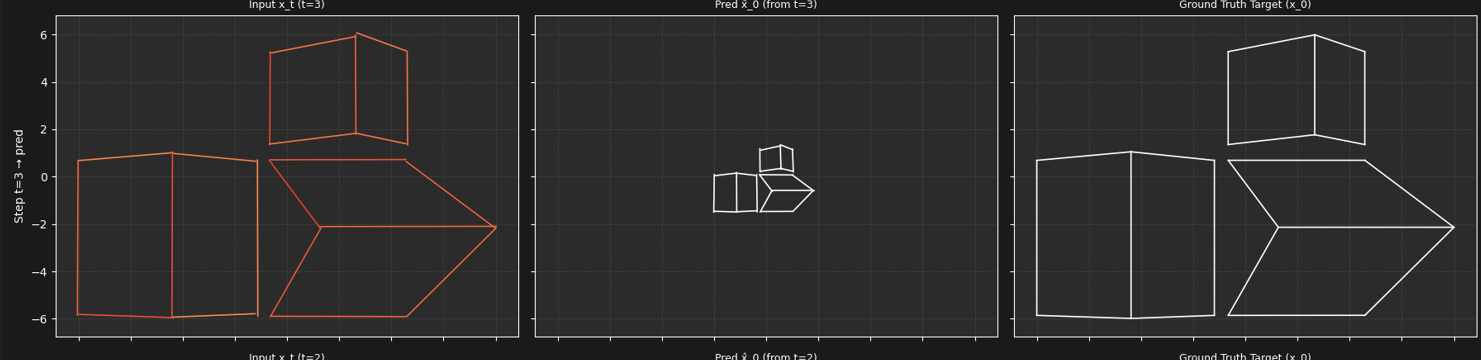 Input x_t (t=3)
Pred x̂_0 (from t=3)
Ground Truth Target (x_0)
Step t=3 → pred
6
4
2
0
−2
−4
−6
Input x_t (t=2)
Pred x̂_0 (from t=2)
Ground Truth Target (x_0)